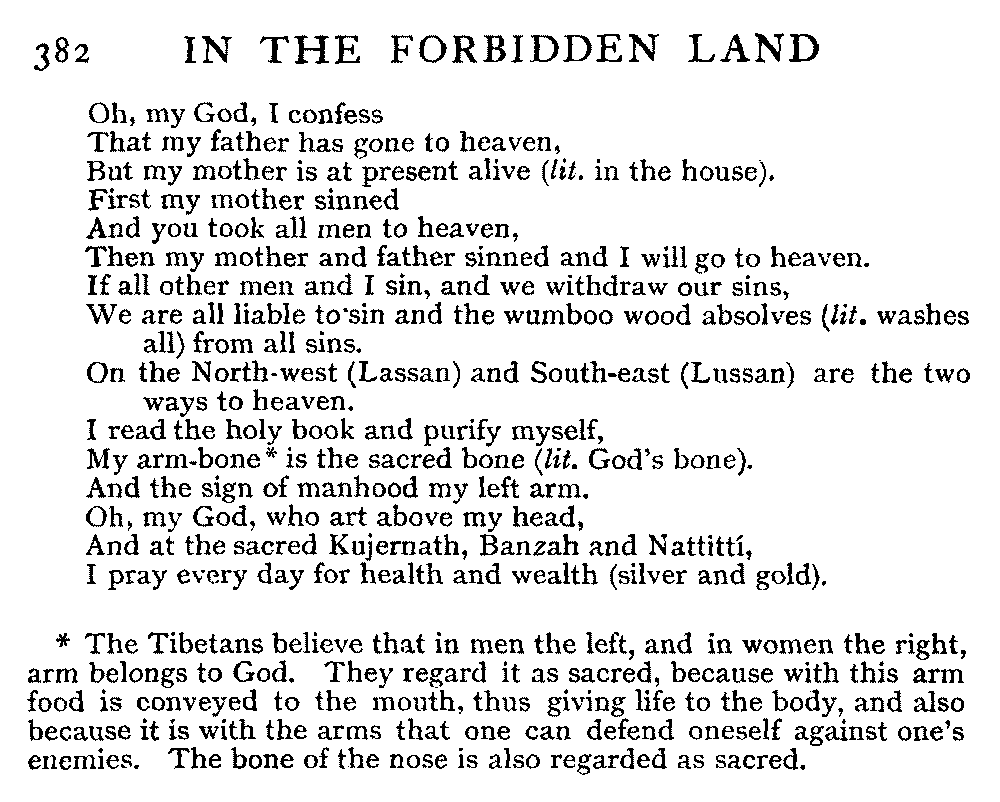 382 IN THE FORBIDDEN LAND
Oh, my God, I confess
That my father has gone to heaven,
But my mother is at present alive (lit. in the house).
First my mother sinned
And you took all men to heaven,
Then my mother and father sinned and I will go to heaven.
If all other men and I sin, and we withdraw our sins,
We are all liable to sin and the wumboo wood absolves (lit. washes
all) from all sins.
On the North-west (Lassan) and South-east (Lussan) are the two
ways to heaven.
I read the holy book and purify myself,
My arm-bone* is the sacred bone (lit. God's bone).
And the sign of manhood my left arm.
Oh, my God, who art above my head,
And at the sacred Kujernath, Banzah and Nattittí,
I pray every day for health and wealth (silver and gold).
* The Tibetans believe that in men the left, and in women the right,
arm belongs to God. They regard it as sacred, because with this arm
food is conveyed to the mouth, thus giving life to the body, and also
because it is with the arms that one can defend oneself against one's
enemies. The bone of the nose is also regarded as sacred.